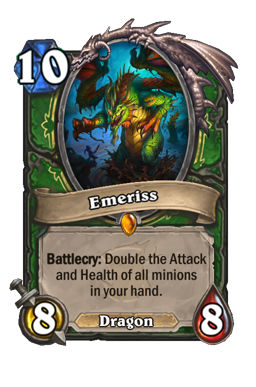 10
Emeriss
Battlecry: Double the Attack
and Health of all minions
in your hand.
8
Dragon
8